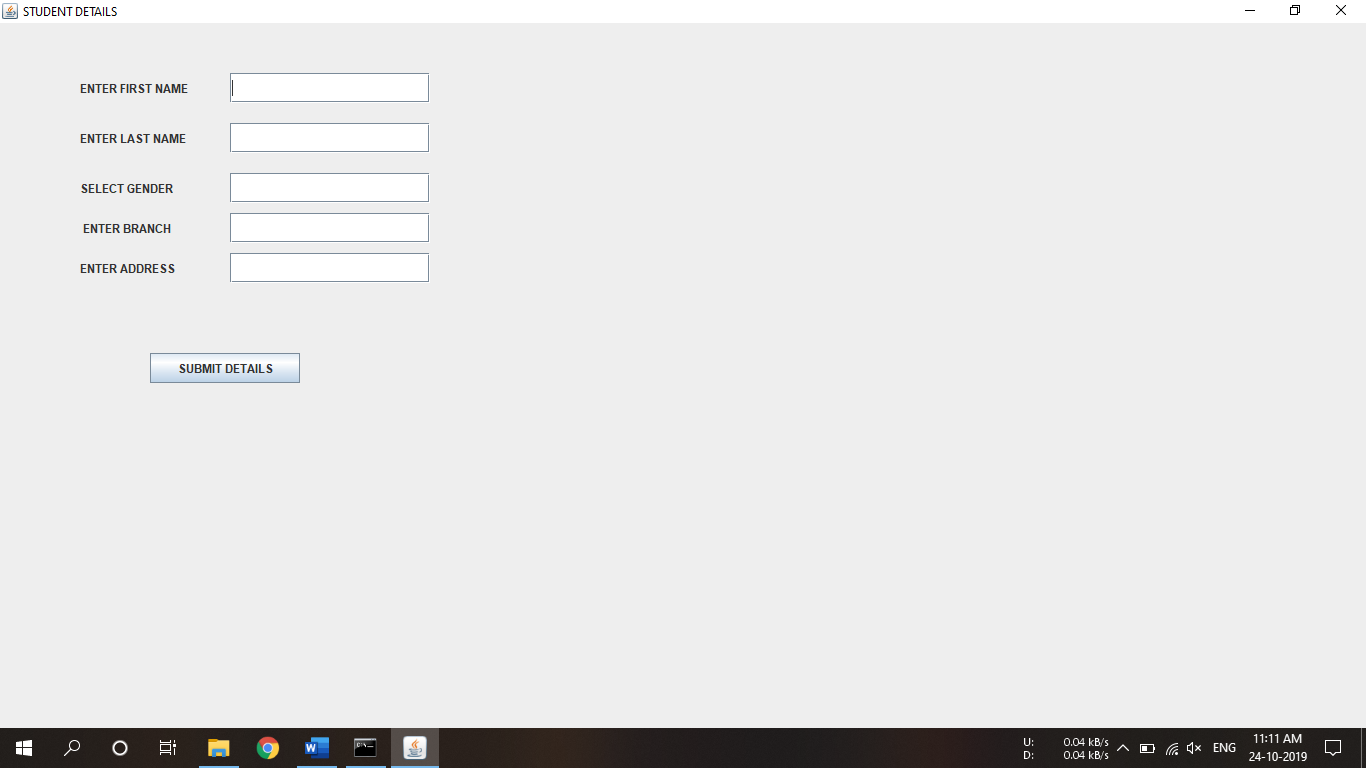 STUDENT DETAILS
ENTER FIRST NAME
ENTER LAST NAME
SELECT GENDER
ENTER BRANCH
ENTER ADDRESS
SUBMIT DETAILS
U: 0.04 kB/s
D: 0.04 kB/s
ENG
11:11 AM
24-10-2019